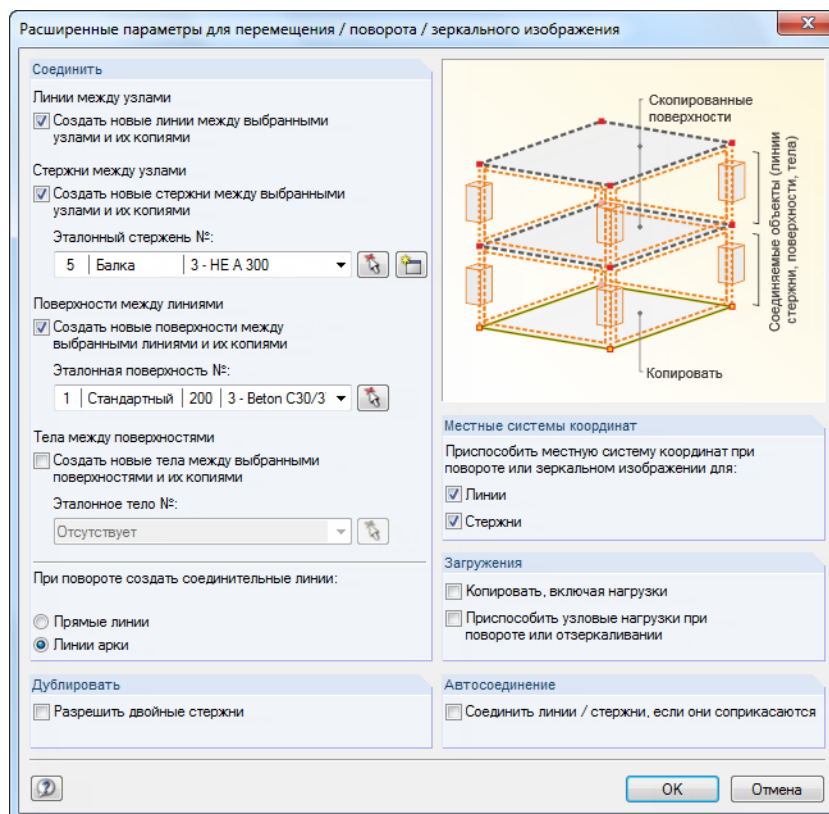 Расширенные параметры для перемещения / поворота / зеркального изображения
Соединить
Линии между узлами
Создать новые линии между выбранными
узлами и их копиями
Стержни между узлами
Создать новые стержни между выбранными
узлами и их копиями
Эталонный стержень №:
5 | Балка | 3 - HE A 300
Поверхности между линиями
Создать новые поверхности между
выбранными линиями и их копиями
Эталонная поверхность №:
1 | Стандартный | 200 | 3 - Beton C30/3
Тела между поверхностями
Создать новые тела между выбранными
поверхностями и их копиями
Эталонное тело №:
Отсутствует
При повороте создать соединительные линии:
Прямые линии
Линии арки
Дублировать
Разрешить двойные стержни
Скопированные
поверхности
Соединяемые объекты (линии
стержни, поверхности, тела)
Копировать
Местные системы координат
Приспособить местную систему координат при
повороте или зеркальном изображении для:
Линии
Стержни
Загружения
Копировать, включая нагрузки
Приспособить узловые нагрузки при
повороте или отзеркаливании
Автосоединение
Соединить линии / стержни, если они соприкасаются
OK
Отмена